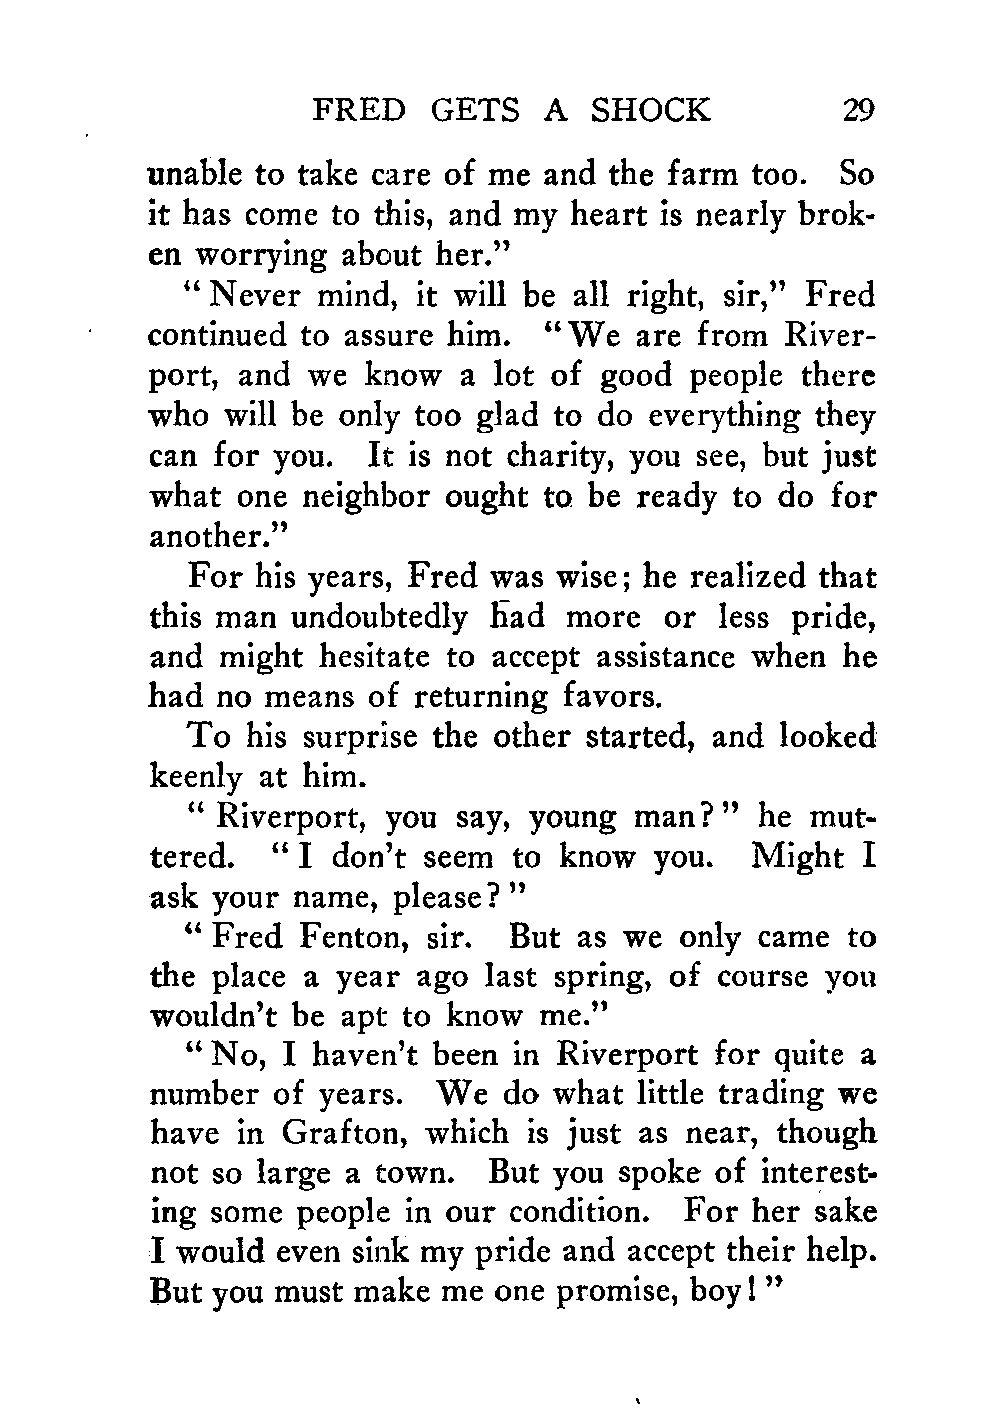 FRED GETS A SHOCK 29
unable to take care of me and the farm too. So
it has come to this, and my heart is nearly brok-
en worrying about her."
"Never mind, it will be all right, sir," Fred
continued to assure him. "We are from River-
port, and we know a lot of good people there
who will be only too glad to do everything they
can for you. It is not charity, you see, but just
what one neighbor ought to be ready to do for
another."
For his years, Fred was wise; he realized that
this man undoubtedly had more or less pride,
and might hesitate to accept assistance when he
had no means of returning favors.
To his surprise the other started, and looked
keenly at him.
"Riverport, you say, young man?" he mut-
tered. "I don't seem to know you. Might I
ask your name, please?"
"Fred Fenton, sir. But as we only came to
the place a year ago last spring, of course you
wouldn't be apt to know me."
"No, I haven't been in Riverport for quite a
number of years. We do what little trading we
have in Grafton, which is just as near, though
not so large a town. But you spoke of interest-
ing some people in our condition. For her sake
I would even sink my pride and accept their help.
But you must make me one promise, boy!"